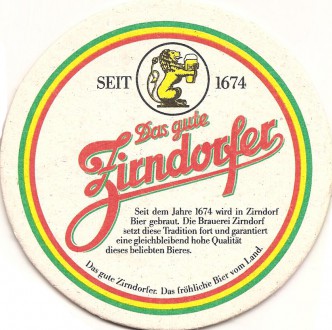 SEIT 1674
Das gute
Zirndorfer
Seit dem Jahre 1674 wird in Zirndorf
Bier gebraut. Die Brauerei Zirndorf
setzt diese Tradition fort und garantiert
eine gleichbleibend hohe Qualität
dieses beliebten Bieres.
Das gute Zirndorfer. Das fröhliche Bier vom Land.